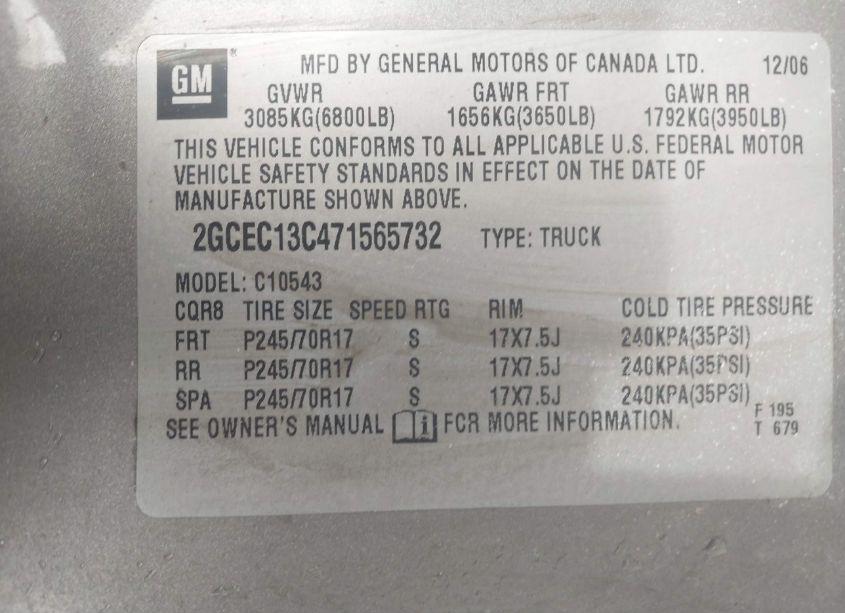 GM® MFD BY GENERAL MOTORS OF CANADA LTD. 12/06
GVWR GAWR FRT GAWR RR
3085KG(6800LB) 1656KG(3650LB) 1792KG(3950LB)
THIS VEHICLE CONFORMS TO ALL APPLICABLE U.S. FEDERAL MOTOR
VEHICLE SAFETY STANDARDS IN EFFECT ON THE DATE OF
MANUFACTURE SHOWN ABOVE.
2GCEC13C471565732 TYPE: TRUCK
MODEL: C10543
CQR8 TIRE SIZE SPEED RTG RIM COLD TIRE PRESSURE
FRT P245/70R17 S 17X7.5J 240KPA(35PSI)
RR P245/70R17 S 17X7.5J 240KPA(35PSI)
SPA P245/70R17 S 17X7.5J 240KPA(35PSI)
SEE OWNER'S MANUAL i FOR MORE INFORMATION.
F 195
T 679